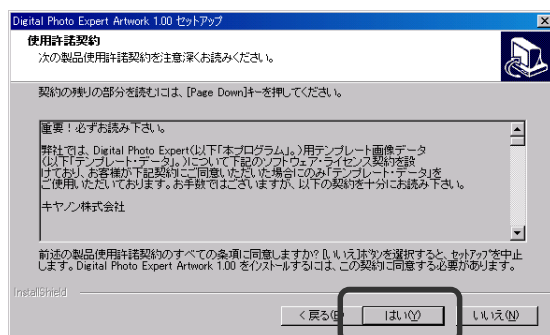 Digital Photo Expert Artwork 1.00 セットアップ
使用許諾契約
次の製品使用許諾契約を注意深くお読みください。
契約の残りの部分を読むには、[Page Down]キーを押してください。
重要！必ずお読み下さい。
弊社では、Digital Photo Expert(以下「本プログラム」。)用テンプレート画像データ
(以下「テンプレート・データ」。)について下記のソフトウェア・ライセンス契約を設
けており、お客様が下記契約にご同意いただいた場合にのみ「テンプレート・データ」を
ご使用いただいております。お手数ではございますが、以下の契約を十分にお読み下さい。
キヤノン株式会社
前述の製品使用許諾契約のすべての条項に同意しますか? [いいえ]ボタンを選択すると、セットアップを中止
します。Digital Photo Expert Artwork 1.00 をインストールするには、この契約に同意する必要があります。
InstallShield
< 戻る(B) はい(Y) いいえ(N)